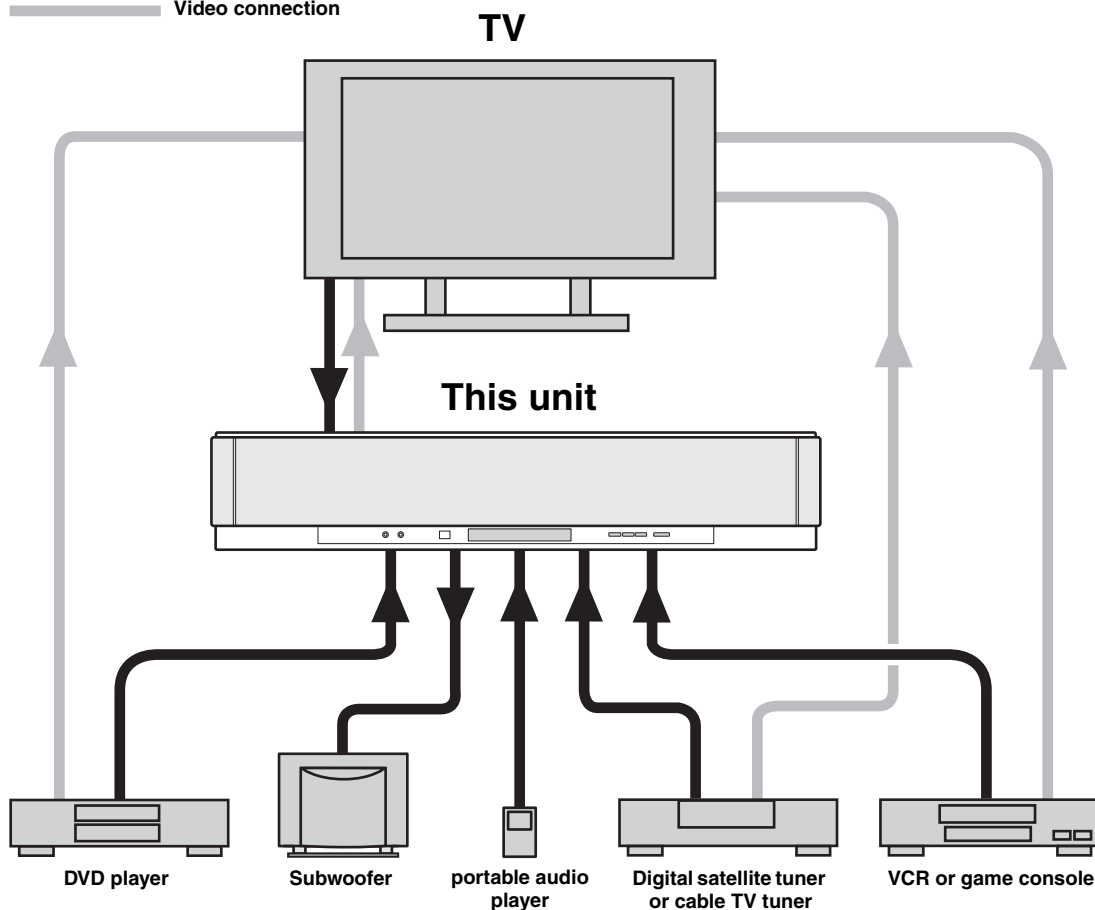 Video connection
TV
This unit
DVD player
Subwoofer
portable audio
player
Digital satellite tuner
or cable TV tuner
VCR or game console